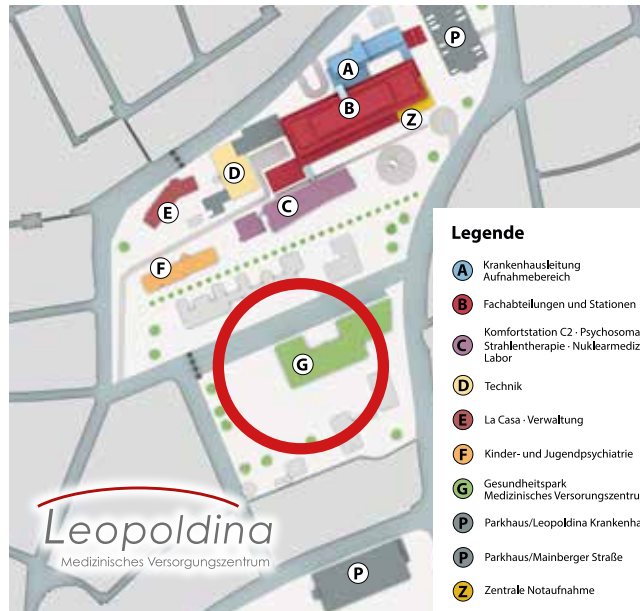 P
A
B
Z
D
C
E
F
G
Legende
A Krankenhausleitung
Aufnahmebereich
B Fachabteilungen und Stationen
C Komfortstation C2 · Psychosoma
Strahlentherapie · Nuklearmediz
Labor
D Technik
E La Casa · Verwaltung
F Kinder- und Jugendpsychiatrie
G Gesundheitspark
Medizinisches Versorungszentru
P Parkhaus/Leopoldina Krankenha
P Parkhaus/Mainberger Straße
Z Zentrale Notaufnahme
Leopoldina
Medizinisches Versorgungszentrum
P